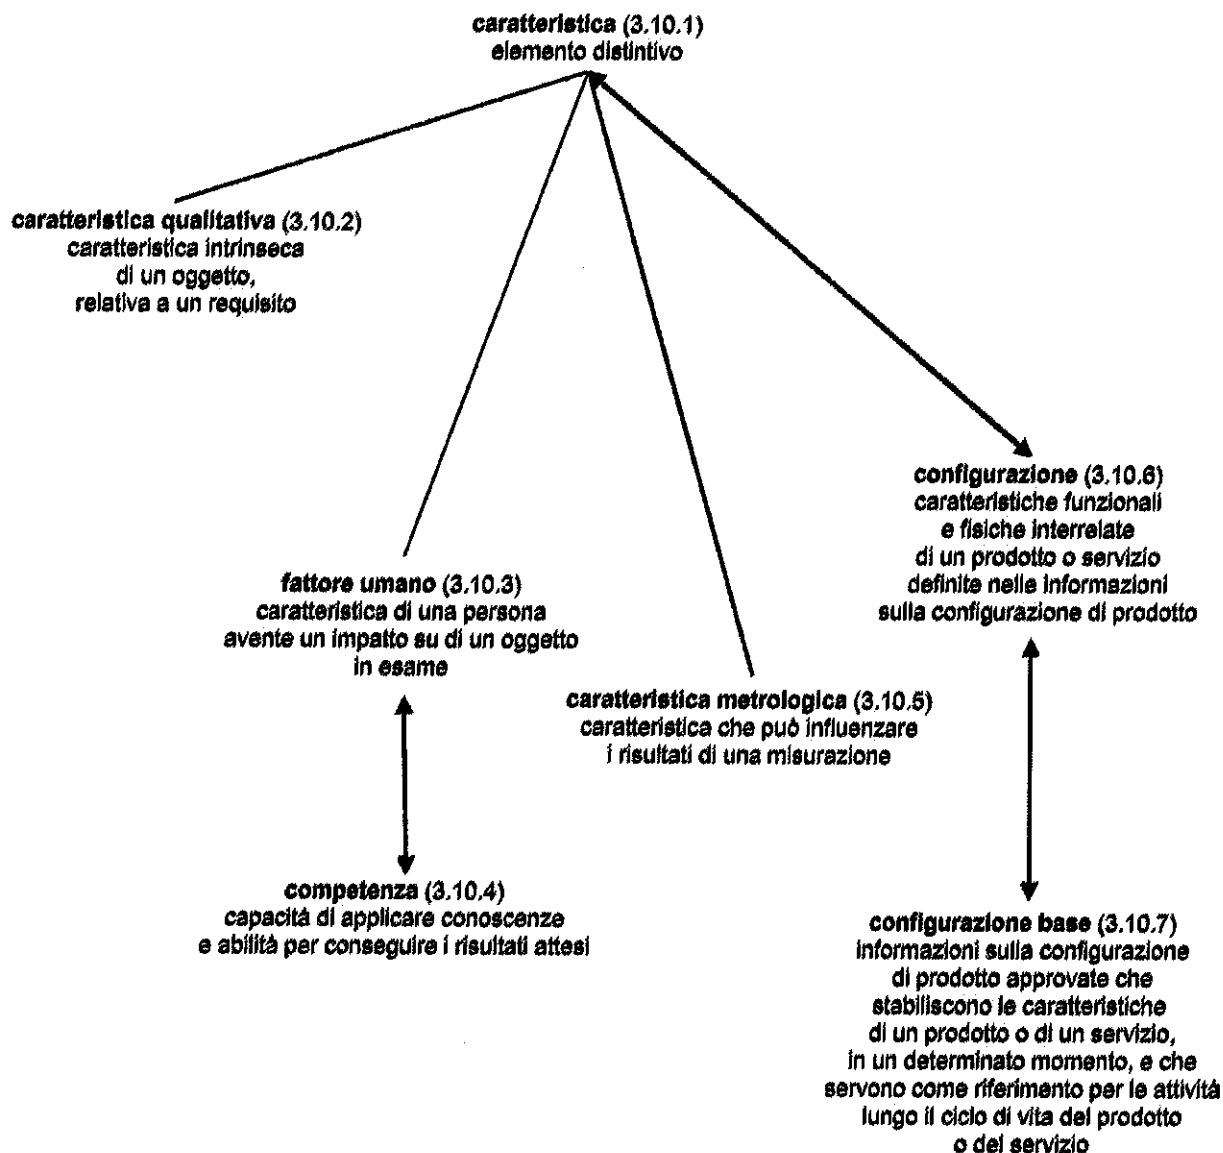 caratteristica (3.10.1)
elemento distintivo
caratteristica qualitativa (3.10.2)
caratteristica intrinseca
di un oggetto,
relativa a un requisito
configurazione (3.10.6)
caratteristiche funzionali
e fisiche interrelate
di un prodotto o servizio
definite nelle informazioni
sulla configurazione di prodotto
fattore umano (3.10.3)
caratteristica di una persona
avente un impatto su di un oggetto
in esame
caratteristica metrologica (3.10.5)
caratteristica che può influenzare
i risultati di una misurazione
competenza (3.10.4)
capacità di applicare conoscenze
e abilità per conseguire i risultati attesi
configurazione base (3.10.7)
informazioni sulla configurazione
di prodotto approvate che
stabiliscono le caratteristiche
di un prodotto o di un servizio,
in un determinato momento, e che
servono come riferimento per le attività
lungo il ciclo di vita del prodotto
o del servizio